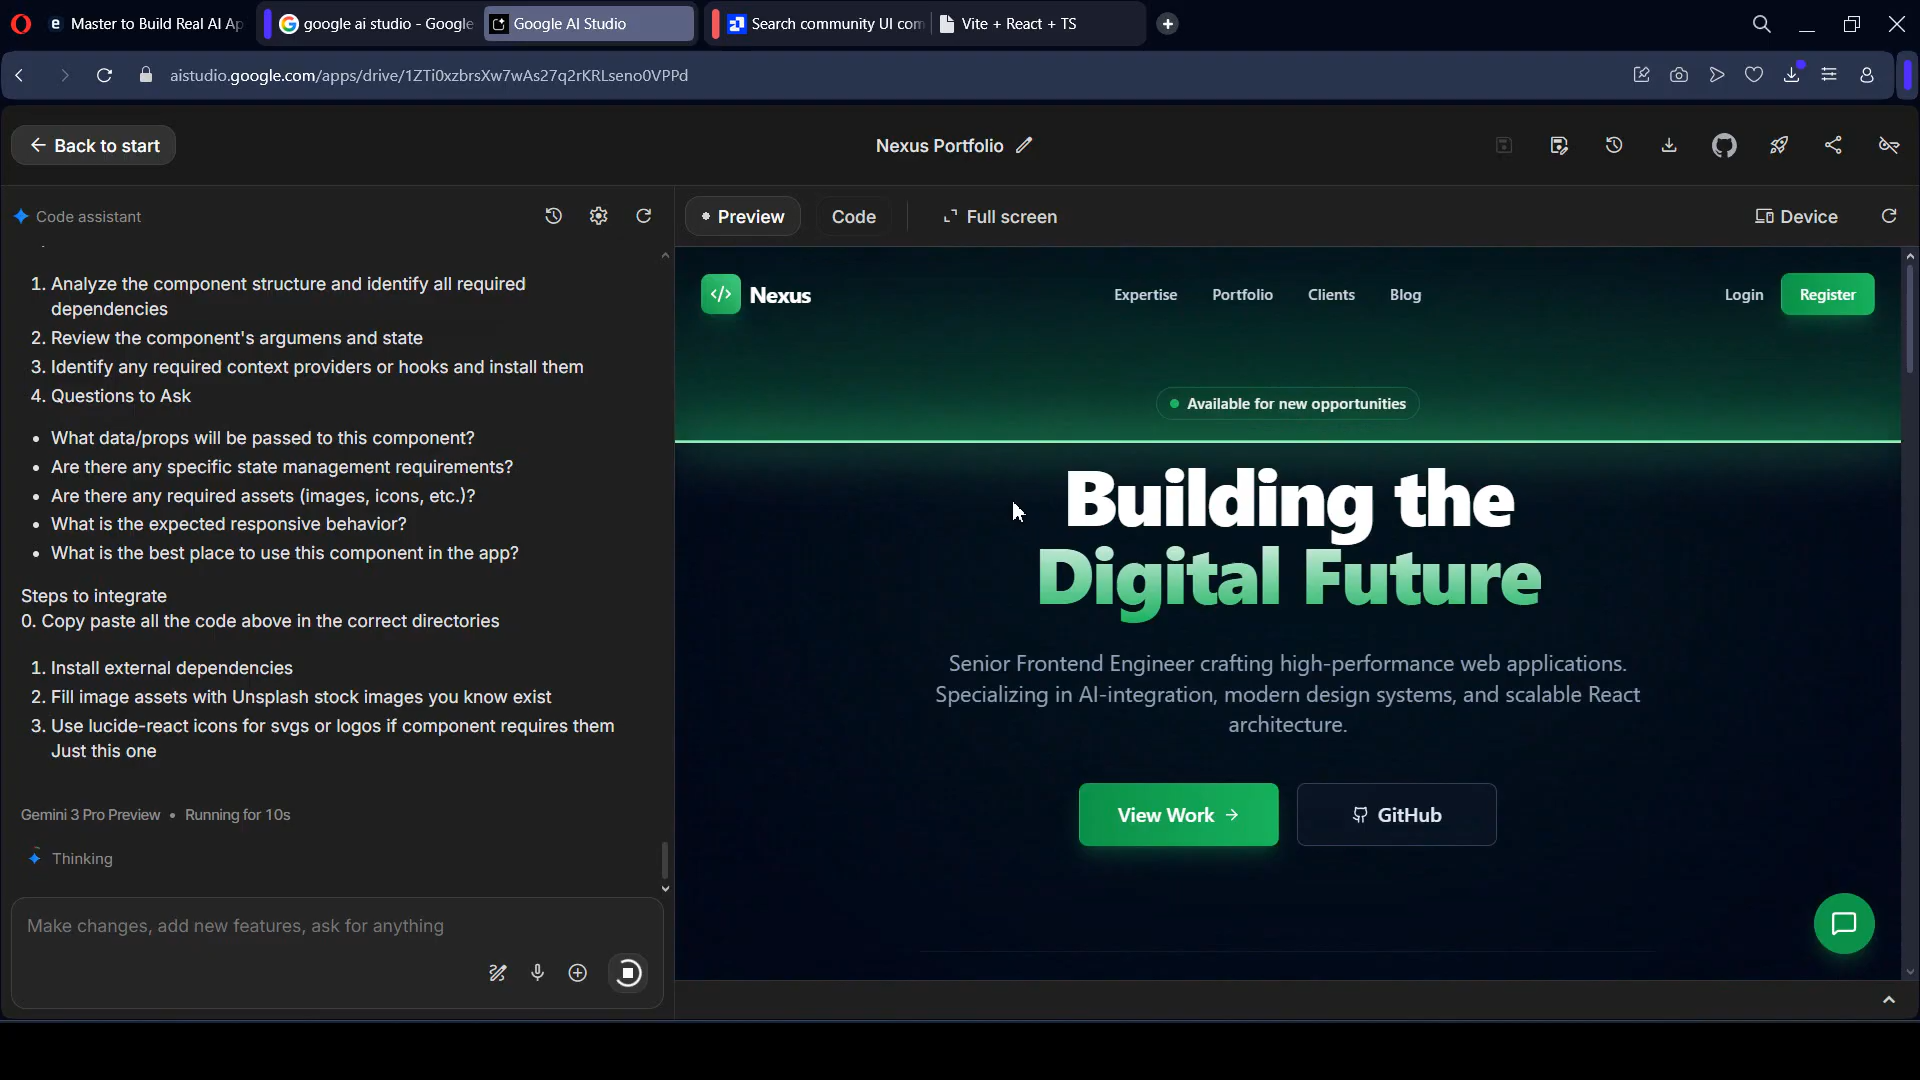 Master to Build Real AI Ap
google ai studio - Google
Google AI Studio
Search community UI com
Vite + React + TS
aistudio.google.com/apps/drive/1ZTi0xzbrsXw7wAs27q2rKRLseno0VPPd
Back to start
Nexus Portfolio
Code assistant
Preview
Code
Full screen
Device
1. Analyze the component structure and identify all required
dependencies
2. Review the component's argumens and state
3. Identify any required context providers or hooks and install them
4. Questions to Ask
• What data/props will be passed to this component?
• Are there any specific state management requirements?
• Are there any required assets (images, icons, etc.)?
• What is the expected responsive behavior?
• What is the best place to use this component in the app?
Steps to integrate
0. Copy paste all the code above in the correct directories
1. Install external dependencies
2. Fill image assets with Unsplash stock images you know exist
3. Use lucide-react icons for svgs or logos if component requires them
Just this one
Gemini 3 Pro Preview • Running for 10s
Thinking
Make changes, add new features, ask for anything
Nexus
Expertise
Portfolio
Clients
Blog
Login
Register
Available for new opportunities
Building the
Digital Future
Senior Frontend Engineer crafting high-performance web applications.
Specializing in AI-integration, modern design systems, and scalable React
architecture.
View Work →
GitHub